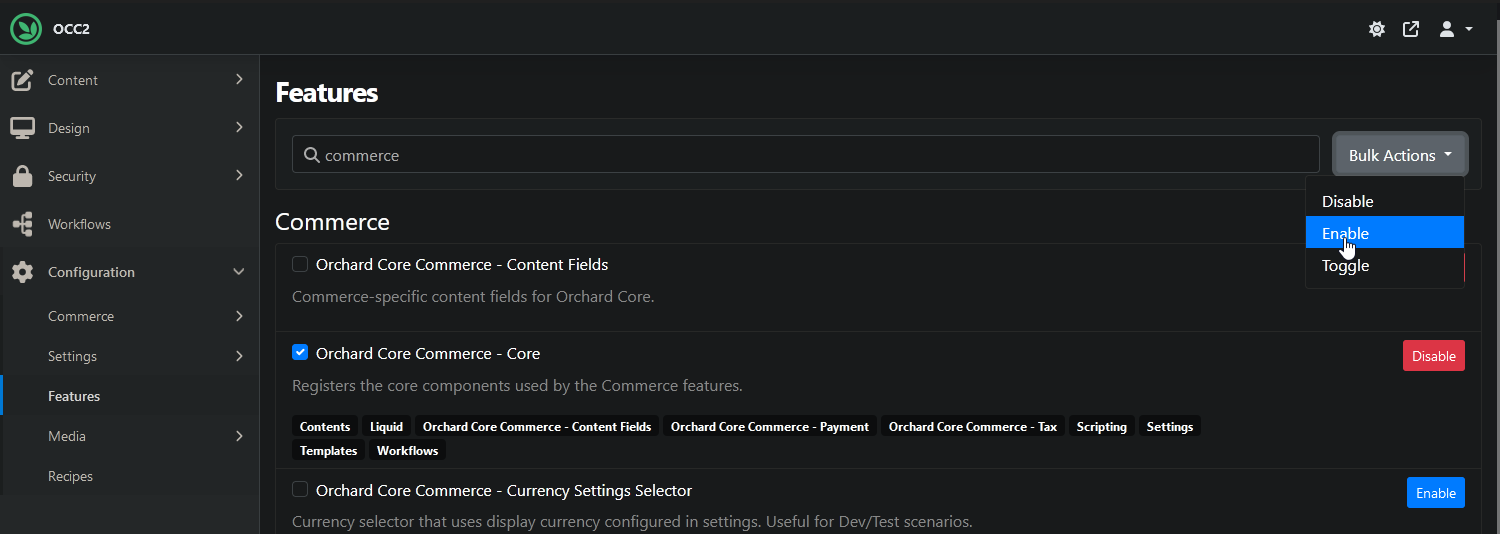 OCC2
Content
Design
Security
Workflows
Configuration
Commerce
Settings
Features
Media
Recipes
Features
commerce
Bulk Actions
Disable
Enable
Toggle
Commerce
Orchard Core Commerce - Content Fields
Commerce-specific content fields for Orchard Core.
Orchard Core Commerce - Core
Disable
Registers the core components used by the Commerce features.
Contents Liquid Orchard Core Commerce - Content Fields Orchard Core Commerce - Payment Orchard Core Commerce - Tax Scripting Settings
Templates Workflows
Orchard Core Commerce - Currency Settings Selector
Enable
Currency selector that uses display currency configured in settings. Useful for Dev/Test scenarios.